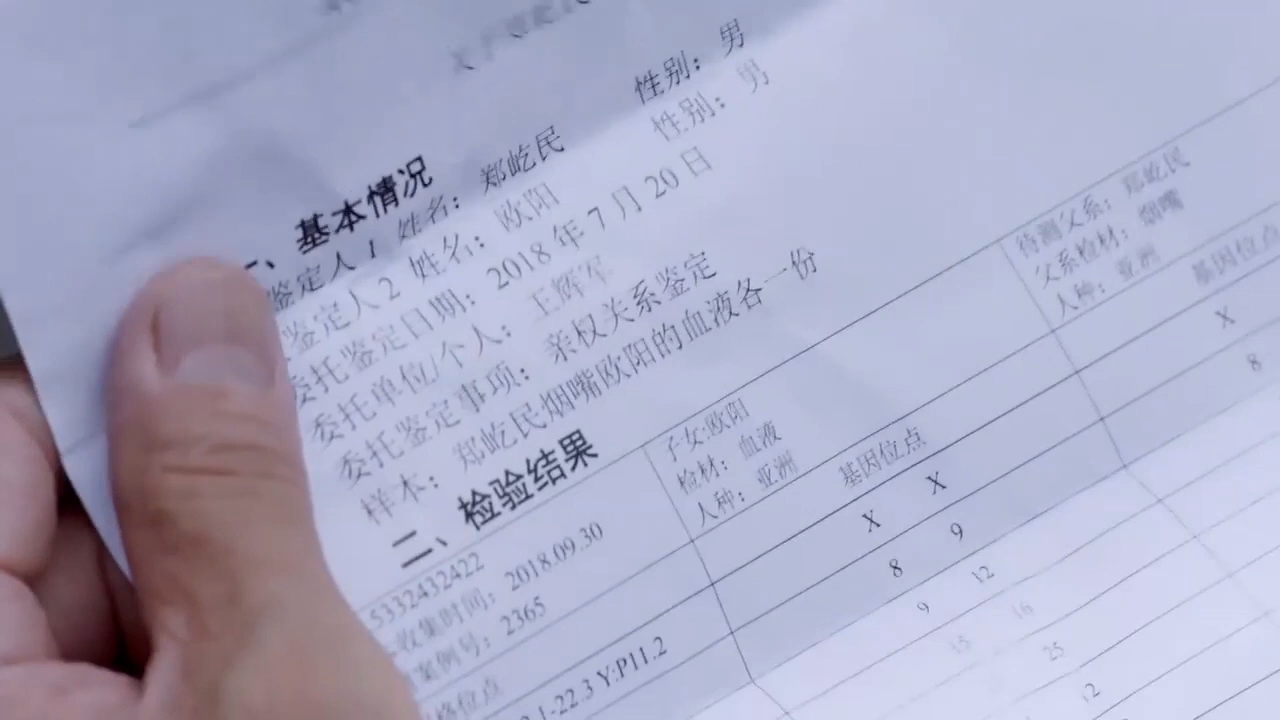 一、基本情况
鉴定人1 姓名：郑屹民 性别：男
鉴定人2 姓名：欧阳 性别：男
委托鉴定日期：2018年7月20日
委托单位/个人：王辉军
委托鉴定事项：亲权关系鉴定
样本：郑屹民烟嘴欧阳的血液各一份
二、检验结果
5332432422
收集时间：2018.09.30
案例号：2365
子女:欧阳
检材：血液
人种：亚洲
待测父系：郑屹民
父系检材：烟嘴
人种：亚洲
位点
基因位点
基因位点
1-22.3 Y:P11.2
X X
X
8 9
8
9 12
15 16
25
12